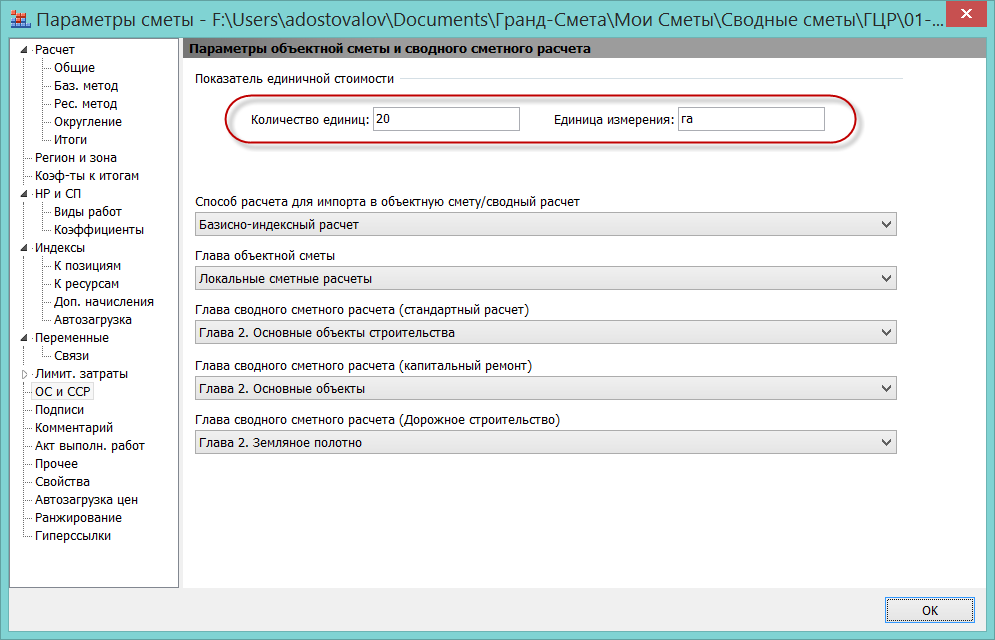 Параметры сметы - F:\Users\adostovalov\Documents\Гранд-Смета\Мои Сметы\Сводные сметы\ГЦР\01-...
Расчет
Общие
Баз. метод
Рес. метод
Округление
Итоги
Регион и зона
Коэф-ты к итогам
НР и СП
Виды работ
Коэффициенты
Индексы
К позициям
К ресурсам
Доп. начисления
Автозагрузка
Переменные
Связи
Лимит. затраты
ОС и ССР
Подписи
Комментарий
Акт выполн. работ
Прочее
Свойства
Автозагрузка цен
Ранжирование
Гиперссылки
Параметры объектной сметы и сводного сметного расчета
Показатель единичной стоимости
Количество единиц: 20 Единица измерения: га
Способ расчета для импорта в объектную смету/сводный расчет
Базисно-индексный расчет
Глава объектной сметы
Локальные сметные расчеты
Глава сводного сметного расчета (стандартный расчет)
Глава 2. Основные объекты строительства
Глава сводного сметного расчета (капитальный ремонт)
Глава 2. Основные объекты
Глава сводного сметного расчета (Дорожное строительство)
Глава 2. Земляное полотно
OK